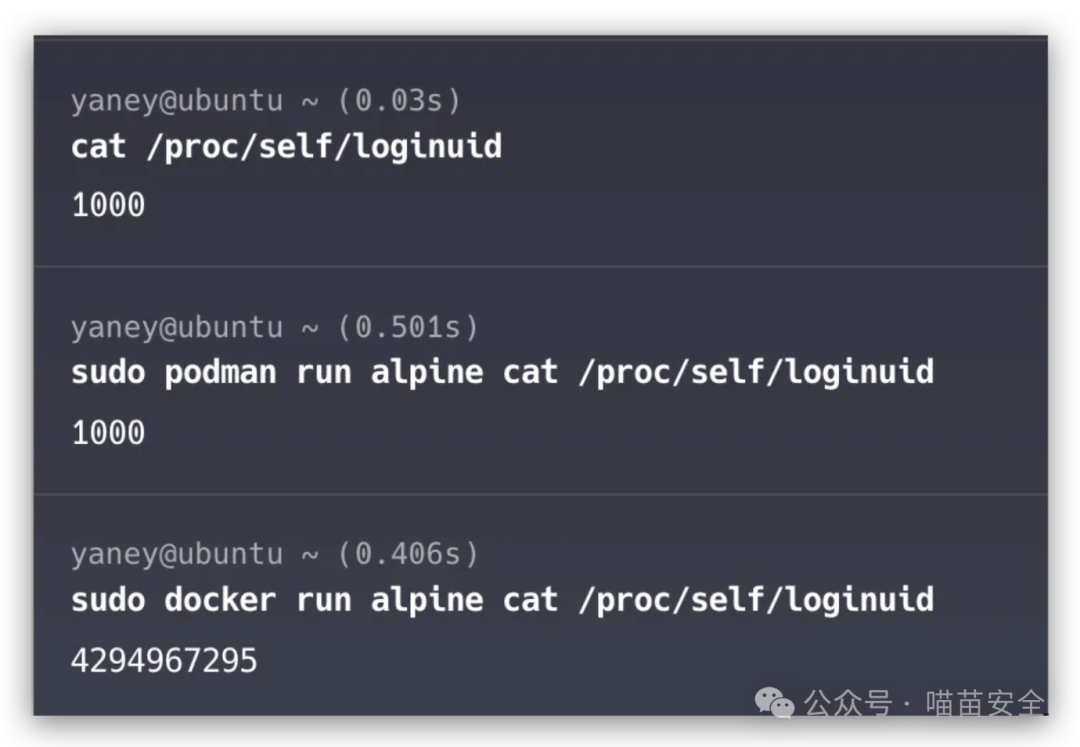 yaney@ubuntu ~ (0.03s)
cat /proc/self/loginuid
1000
yaney@ubuntu ~ (0.501s)
sudo podman run alpine cat /proc/self/loginuid
1000
yaney@ubuntu ~ (0.406s)
sudo docker run alpine cat /proc/self/loginuid
4294967295
公众号 · 喵苗安全